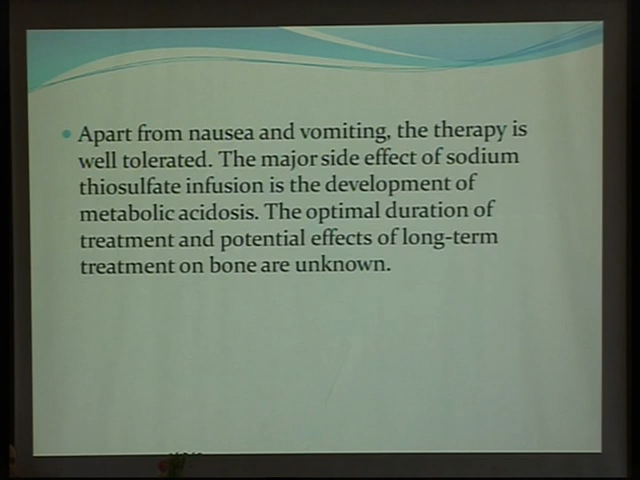 Apart from nausea and vomiting, the therapy is
well tolerated. The major side effect of sodium
thiosulfate infusion is the development of
metabolic acidosis. The optimal duration of
treatment and potential effects of long-term
treatment on bone are unknown.